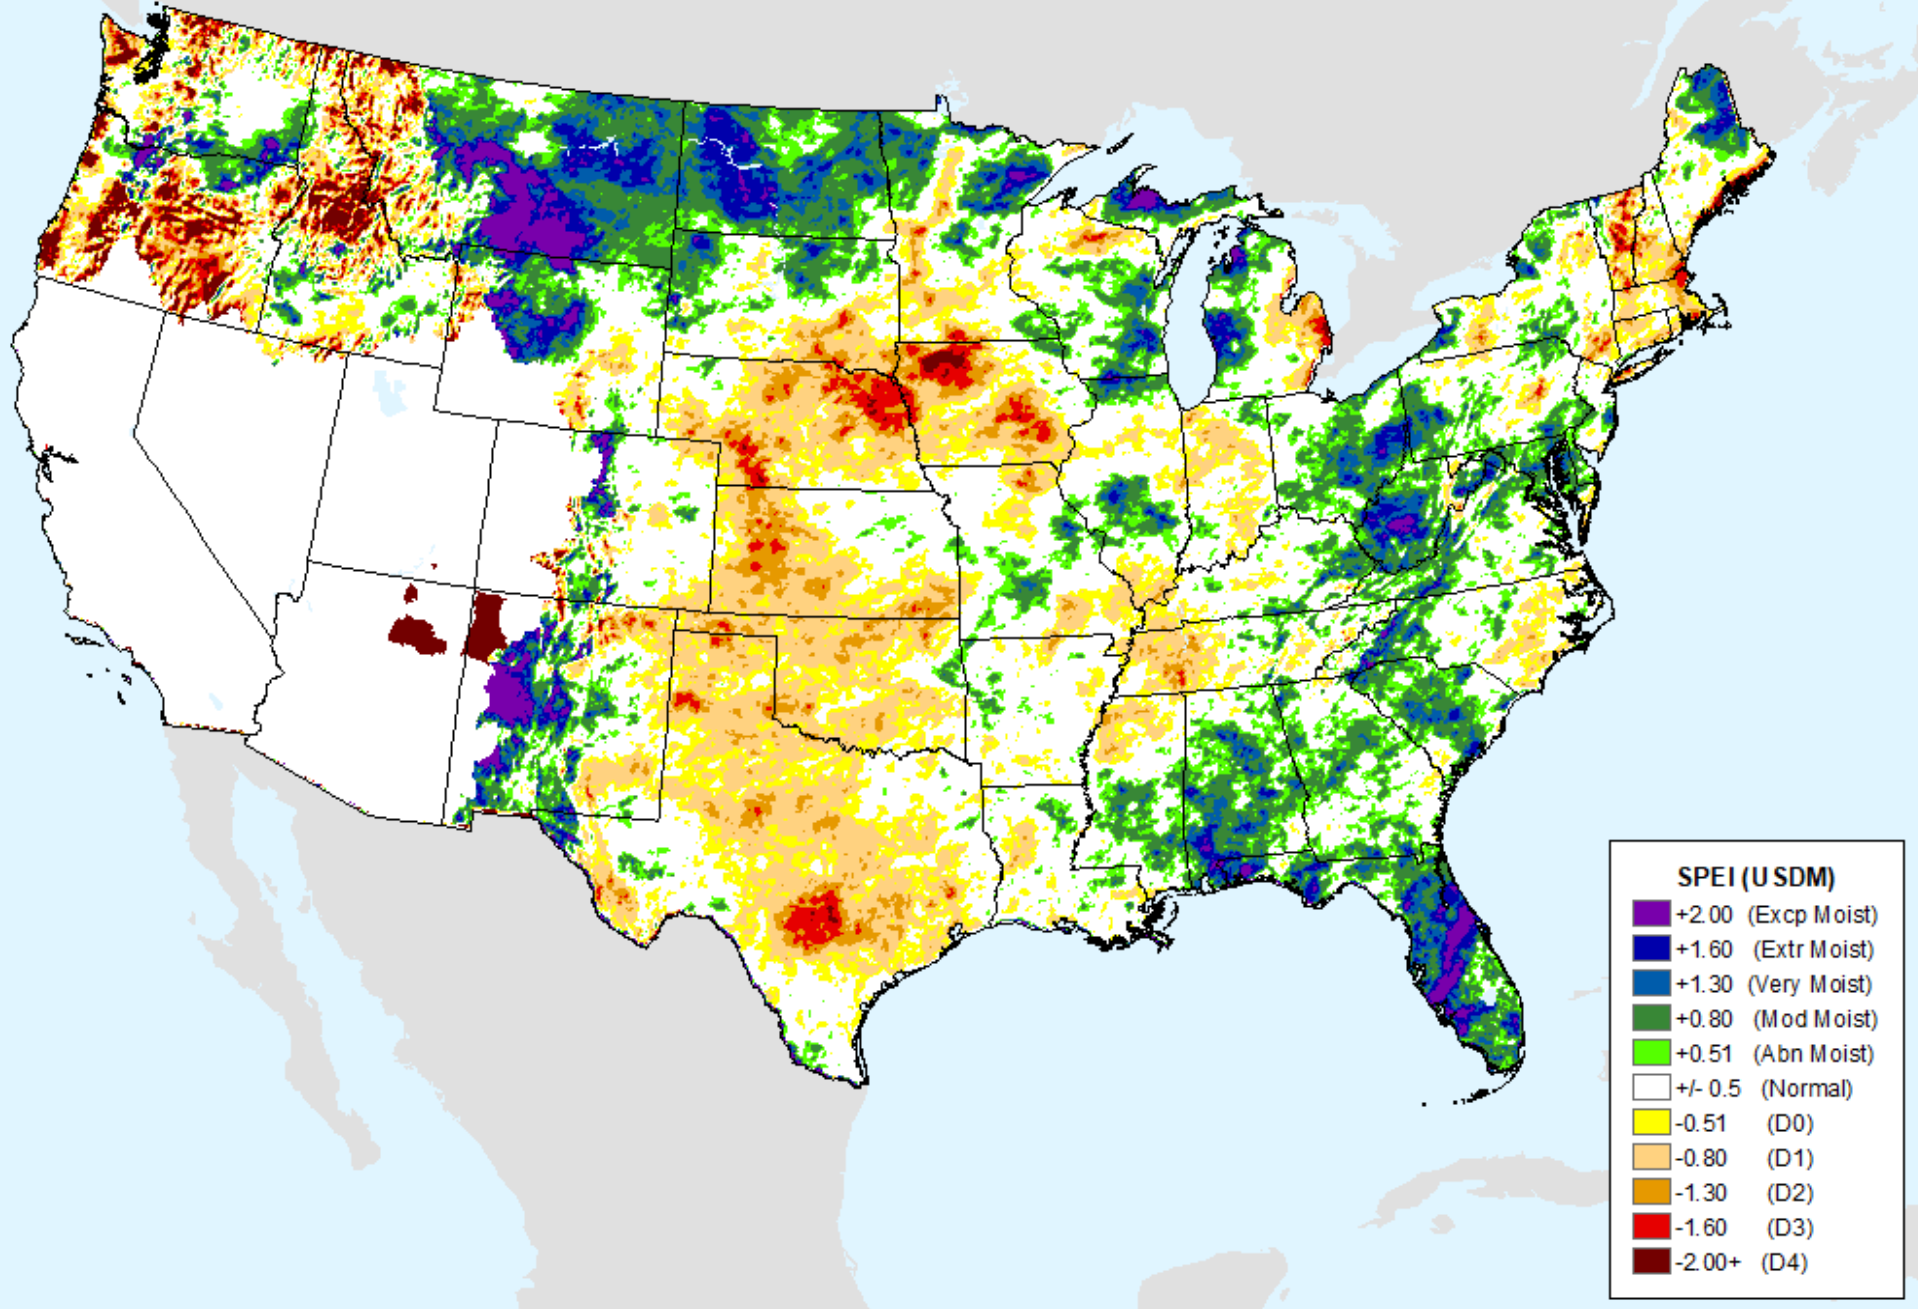 SPEI (USDM)
+2.00 (Excp Moist)
+1.60 (Extr Moist)
+1.30 (Very Moist)
+0.80 (Mod Moist)
+0.51 (Abn Moist)
+/- 0.5 (Normal)
-0.51 (D0)
-0.80 (D1)
-1.30 (D2)
-1.60 (D3)
-2.00+ (D4)